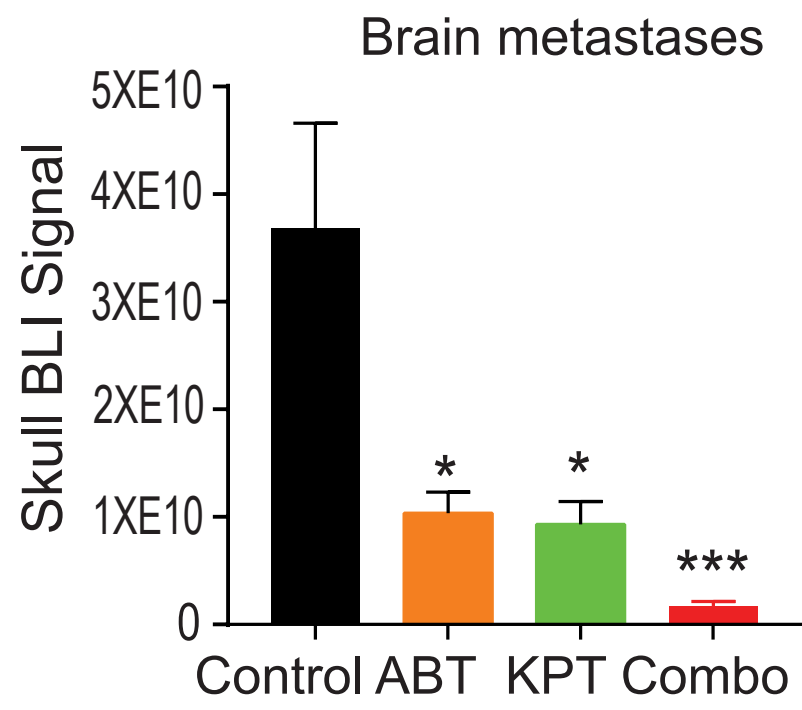 Brain metastases
Skull BLI Signal
5XE10
4XE10
3XE10
2XE10
1XE10
0
* * ***
Control ABT KPT Combo